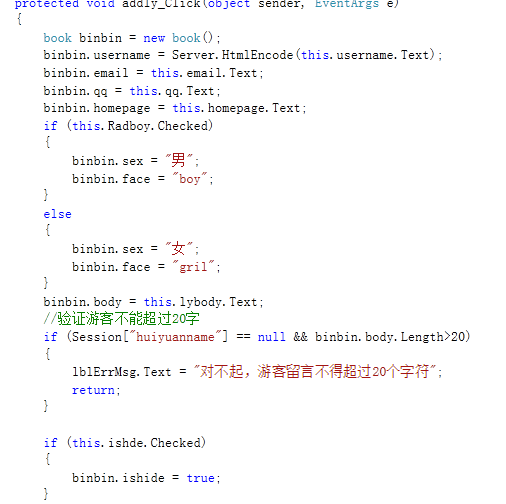 protected void addly_Click(object sender, EventArgs e)
{
book binbin = new book();
binbin.username = Server.HtmlEncode(this.username.Text);
binbin.email = this.email.Text;
binbin.qq = this.qq.Text;
binbin.homepage = this.homepage.Text;
if (this.Radboy.Checked)
{
binbin.sex = "男";
binbin.face = "boy";
}
else
{
binbin.sex = "女";
binbin.face = "gril";
}
binbin.body = this.lybody.Text;
//验证游客不能超过20字
if (Session["huiyuanname"] == null && binbin.body.Length>20)
{
lblErrMsg.Text = "对不起，游客留言不得超过20个字符";
return;
}
if (this.ishde.Checked)
{
binbin.ishide = true;
}